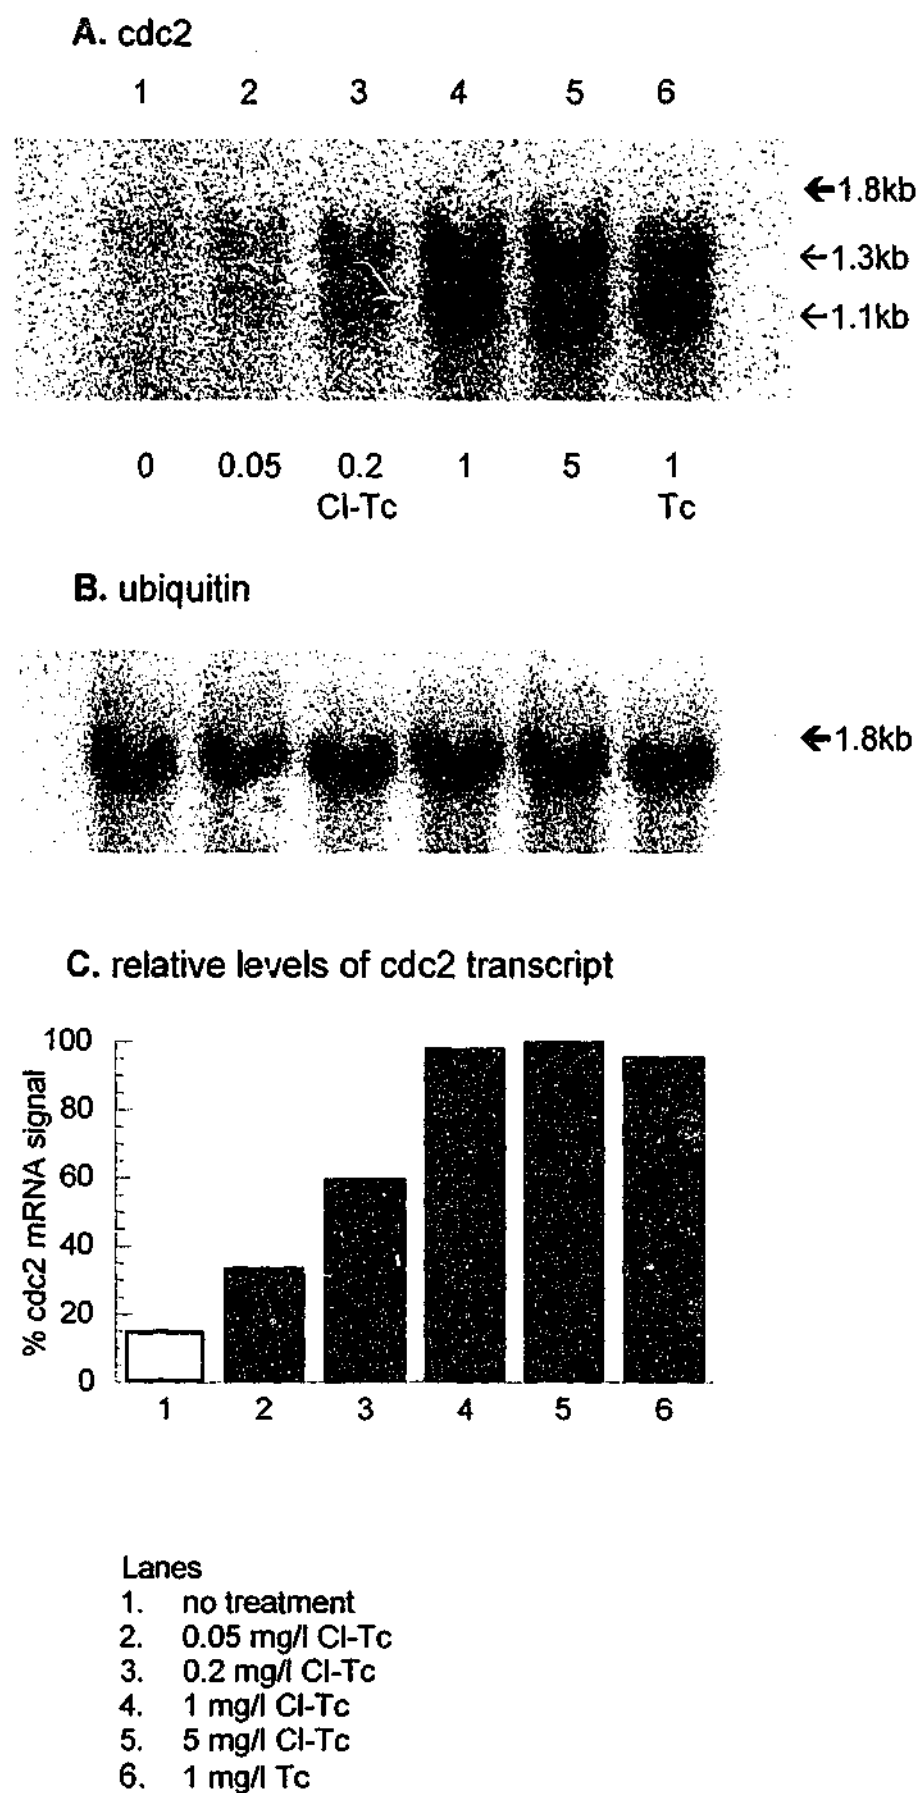 A. cdc2
1 2 3 4 5 6
←1.8kb
←1.3kb
←1.1kb
0 0.05 0.2 1 5 1
Cl-Tc Tc
B. ubiquitin
←1.8kb
C. relative levels of cdc2 transcript
% cdc2 mRNA signal
100
80
60
40
20
0
1 2 3 4 5 6
Lanes
1. no treatment
2. 0.05 mg/l Cl-Tc
3. 0.2 mg/l Cl-Tc
4. 1 mg/l Cl-Tc
5. 5 mg/l Cl-Tc
6. 1 mg/l Tc